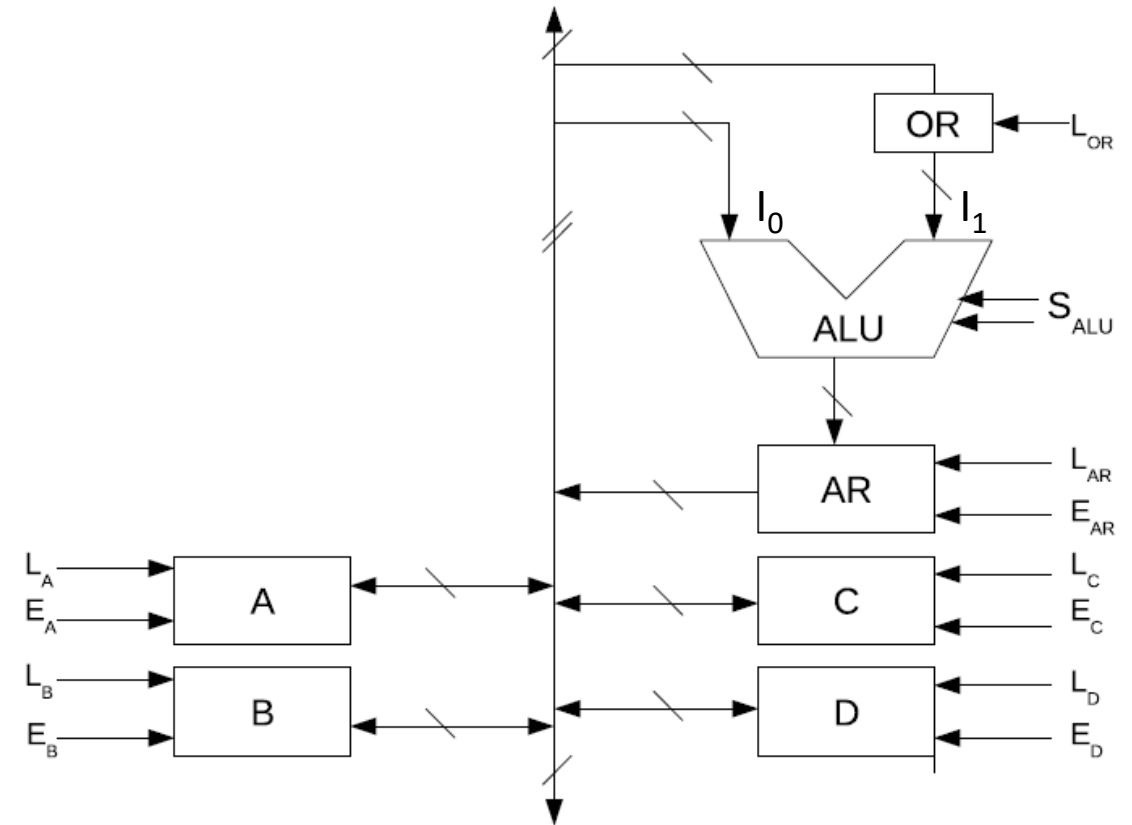 OR
L_OR
I_0
I_1
S_ALU
ALU
L_AR
AR
E_AR
L_A
A
E_A
L_C
C
E_C
L_B
B
E_B
L_D
D
E_D